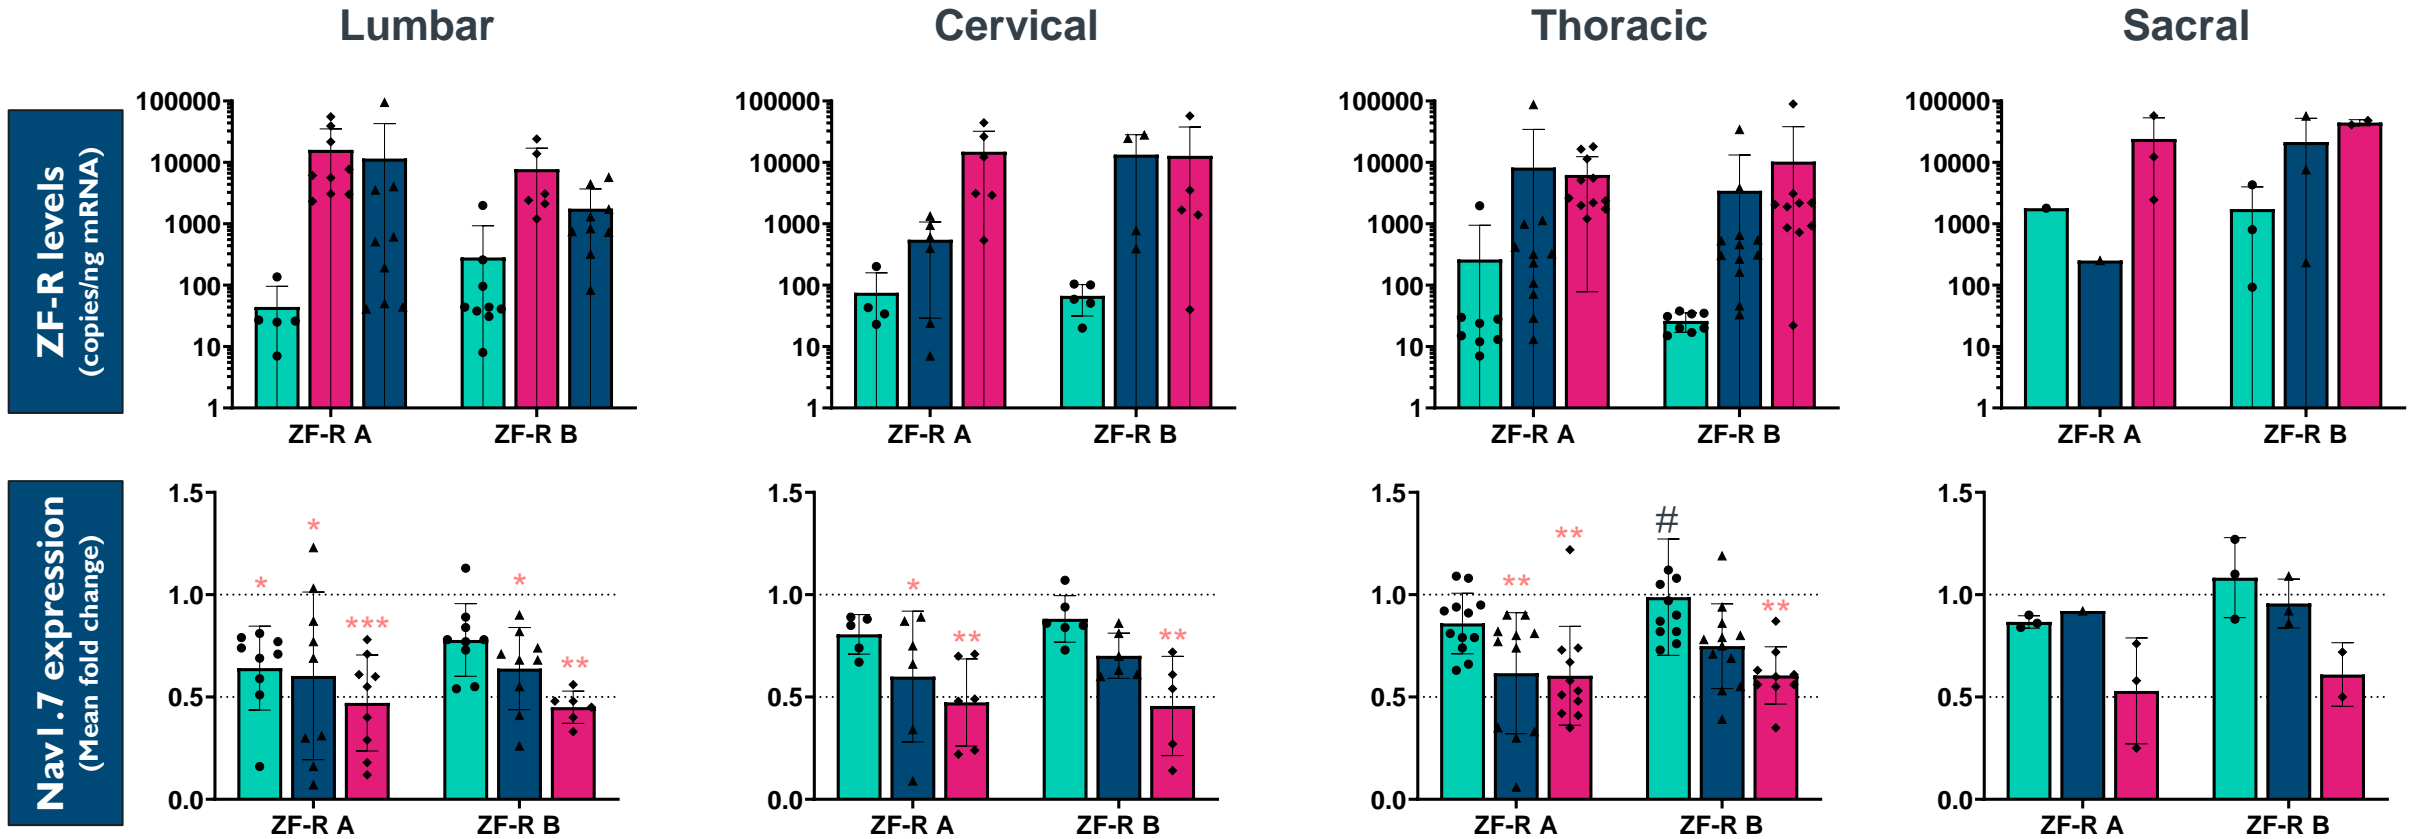 Lumbar
Cervical
Thoracic
Sacral
ZF-R levels
(copies/ng mRNA)
100000
10000
1000
100
10
1
ZF-R A
ZF-R B
100000
10000
1000
100
10
1
ZF-R A
ZF-R B
100000
10000
1000
100
10
1
ZF-R A
ZF-R B
100000
10000
1000
100
10
1
ZF-R A
ZF-R B
Nav1.7 expression
(Mean fold change)
1.5
1.0
0.5
0.0
*
*
***
*
**
ZF-R A
ZF-R B
1.5
1.0
0.5
0.0
*
**
**
ZF-R A
ZF-R B
1.5
1.0
0.5
0.0
**
**
#
**
ZF-R A
ZF-R B
1.5
1.0
0.5
0.0
ZF-R A
ZF-R B